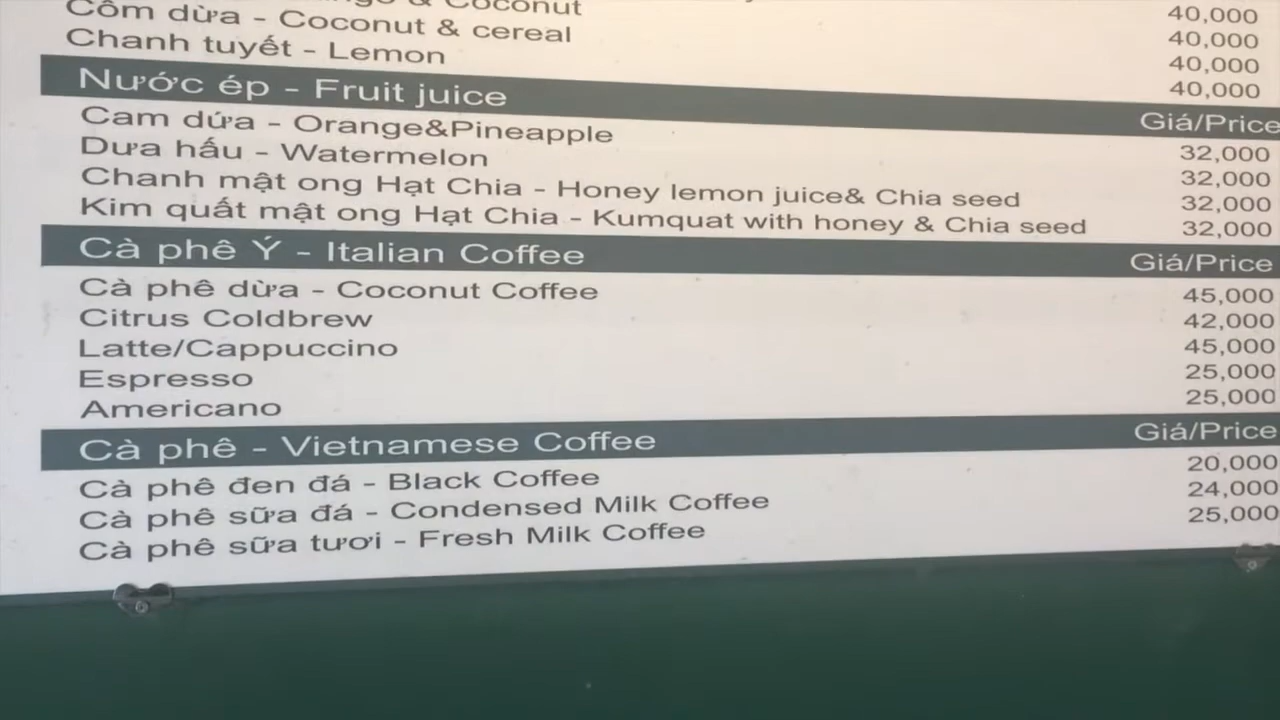 & Coconut
Cốm dừa - Coconut & cereal 40,000
Chanh tuyết - Lemon 40,000
40,000
40,000
Nước ép - Fruit juice Giá/Price
Cam dứa - Orange&Pineapple 32,000
Dưa hấu - Watermelon 32,000
Chanh mật ong Hạt Chia - Honey lemon juice& Chia seed 32,000
Kim quất mật ong Hạt Chia - Kumquat with honey & Chia seed 32,000
Cà phê Ý - Italian Coffee Giá/Price
Cà phê dừa - Coconut Coffee 45,000
Citrus Coldbrew 42,000
Latte/Cappuccino 45,000
Espresso 25,000
Americano 25,000
Cà phê - Vietnamese Coffee Giá/Price
Cà phê đen đá - Black Coffee 20,000
Cà phê sữa đá - Condensed Milk Coffee 24,000
Cà phê sữa tươi - Fresh Milk Coffee 25,000